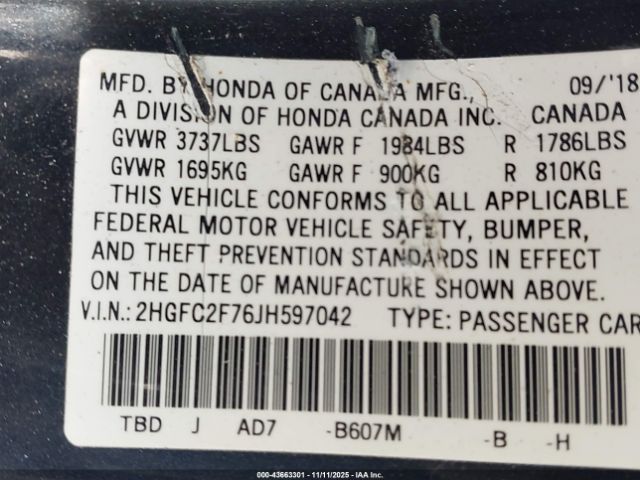 MFD. BY HONDA OF CANADA MFG., 09/'18
A DIVISION OF HONDA CANADA INC. CANADA
GVWR 3737LBS GAWR F 1984LBS R 1786LBS
GVWR 1695KG GAWR F 900KG R 810KG
THIS VEHICLE CONFORMS TO ALL APPLICABLE
FEDERAL MOTOR VEHICLE SAFETY, BUMPER,
AND THEFT PREVENTION STANDARDS IN EFFECT
ON THE DATE OF MANUFACTURE SHOWN ABOVE.
V.I.N.: 2HGFC2F76JH597042 TYPE: PASSENGER CAR
TBD J AD7 -B607M -B -H
000-43663301 - 11/11/2025 - IAA Inc.